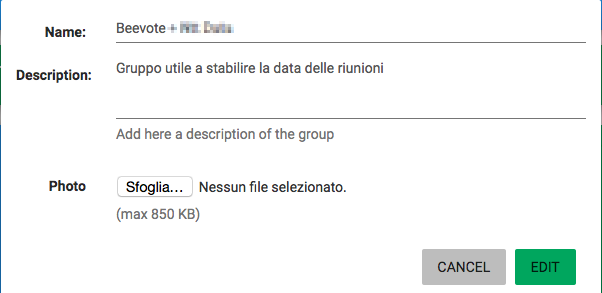 Name:
Beevote +
Description:
Gruppo utile a stabilire la data delle riunioni
Add here a description of the group
Photo
Sfoglia... Nessun file selezionato.
(max 850 KB)
CANCEL
EDIT